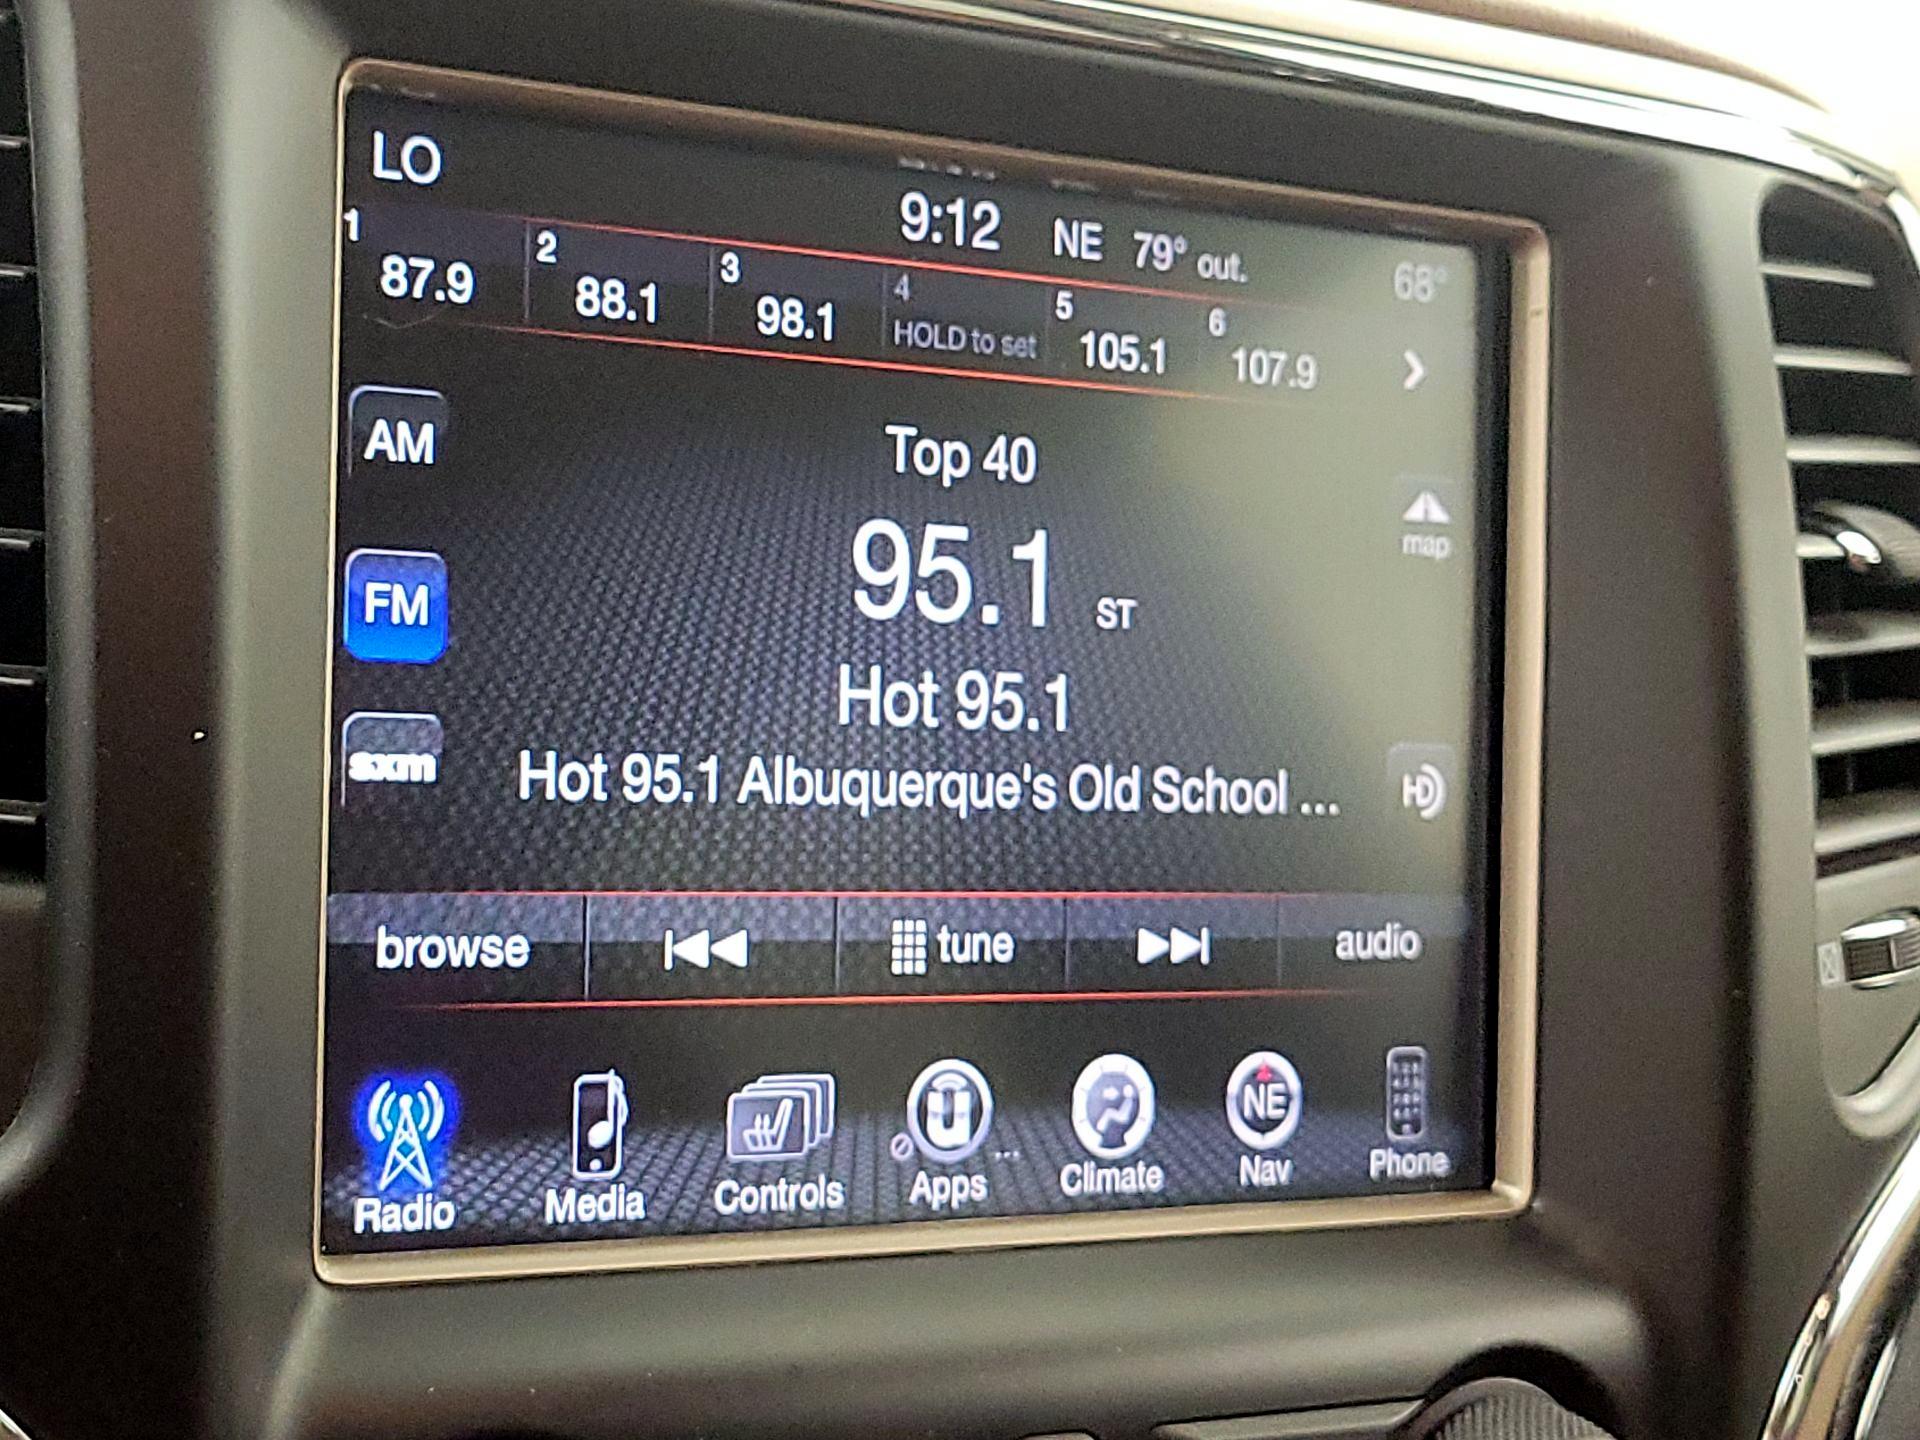 LO
9:12 NE 79° out. 68°
1 87.9 2 88.1 3 98.1 4 HOLD to set 5 105.1 6 107.9
AM
Top 40
map
95.1 ST
FM
Hot 95.1
sxm
Hot 95.1 Albuquerque's Old School ...
HD
browse tune audio
NE
Radio Media Controls Apps ... Climate Nav Phone